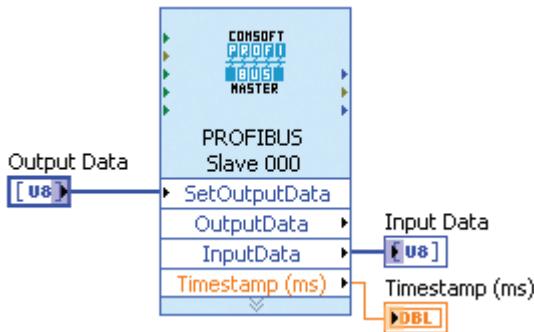 COMSOFT
PROFI
BUS
MASTER
PROFIBUS
Slave 000
Output Data
[U8]
SetOutputData
OutputData
InputData
Timestamp (ms)
Input Data
[U8]
Timestamp (ms)
DBL